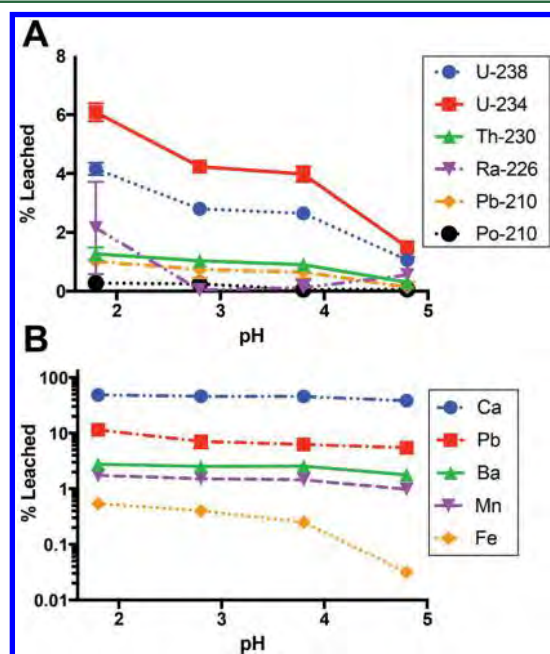 A
8
6
4
2
0
% Leached
2
3
4
5
pH
U-238
U-234
Th-230
Ra-226
Pb-210
Po-210
B
100
10
1
0.1
0.01
% Leached
2
3
4
5
pH
Ca
Pb
Ba
Mn
Fe